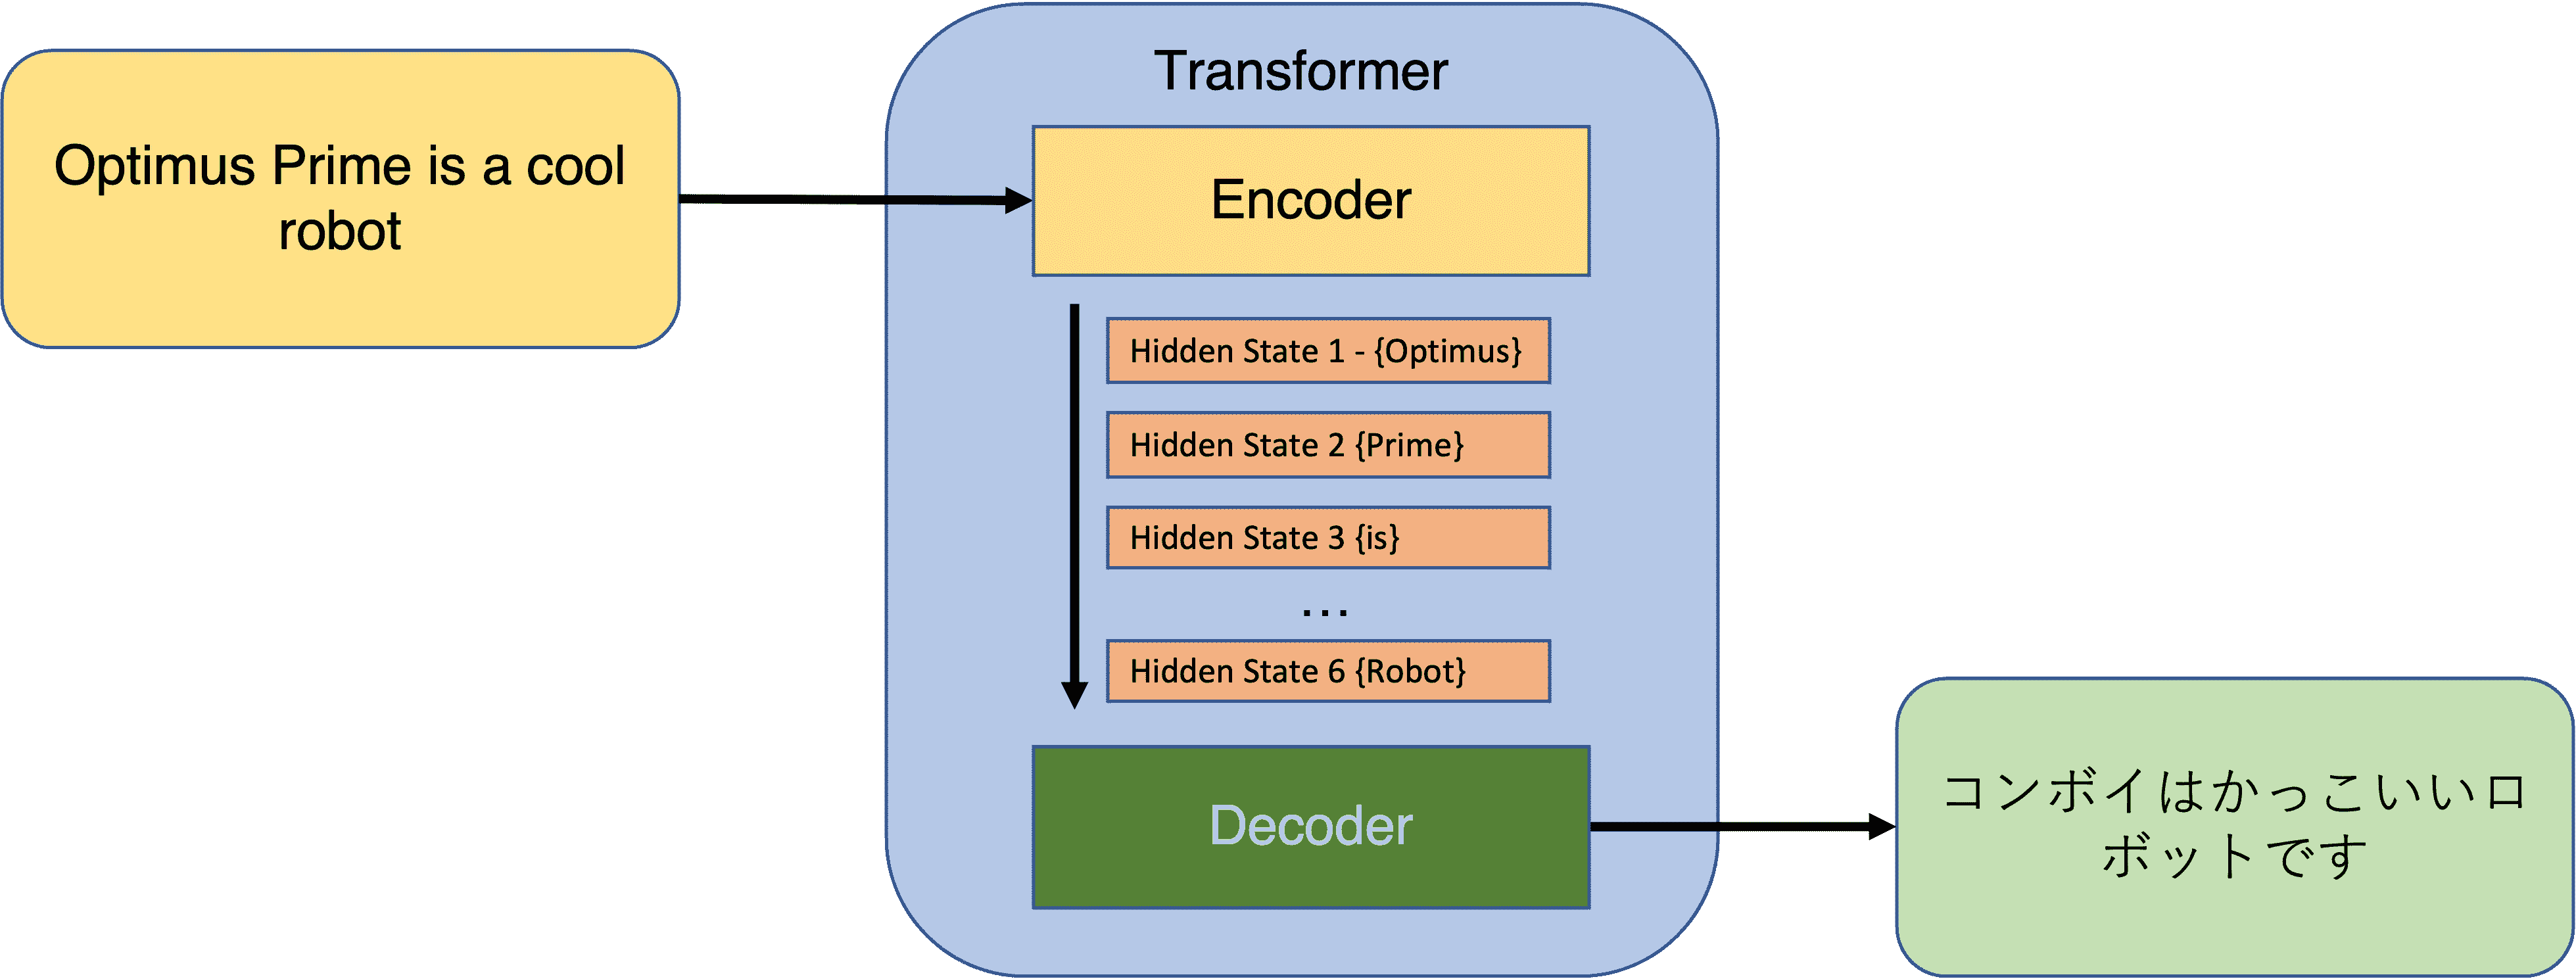 Optimus Prime is a cool
robot
Transformer
Encoder
Hidden State 1 - {Optimus}
Hidden State 2 {Prime}
Hidden State 3 {is}
...
Hidden State 6 {Robot}
Decoder
コンボイはかっこいいロ
ボットです